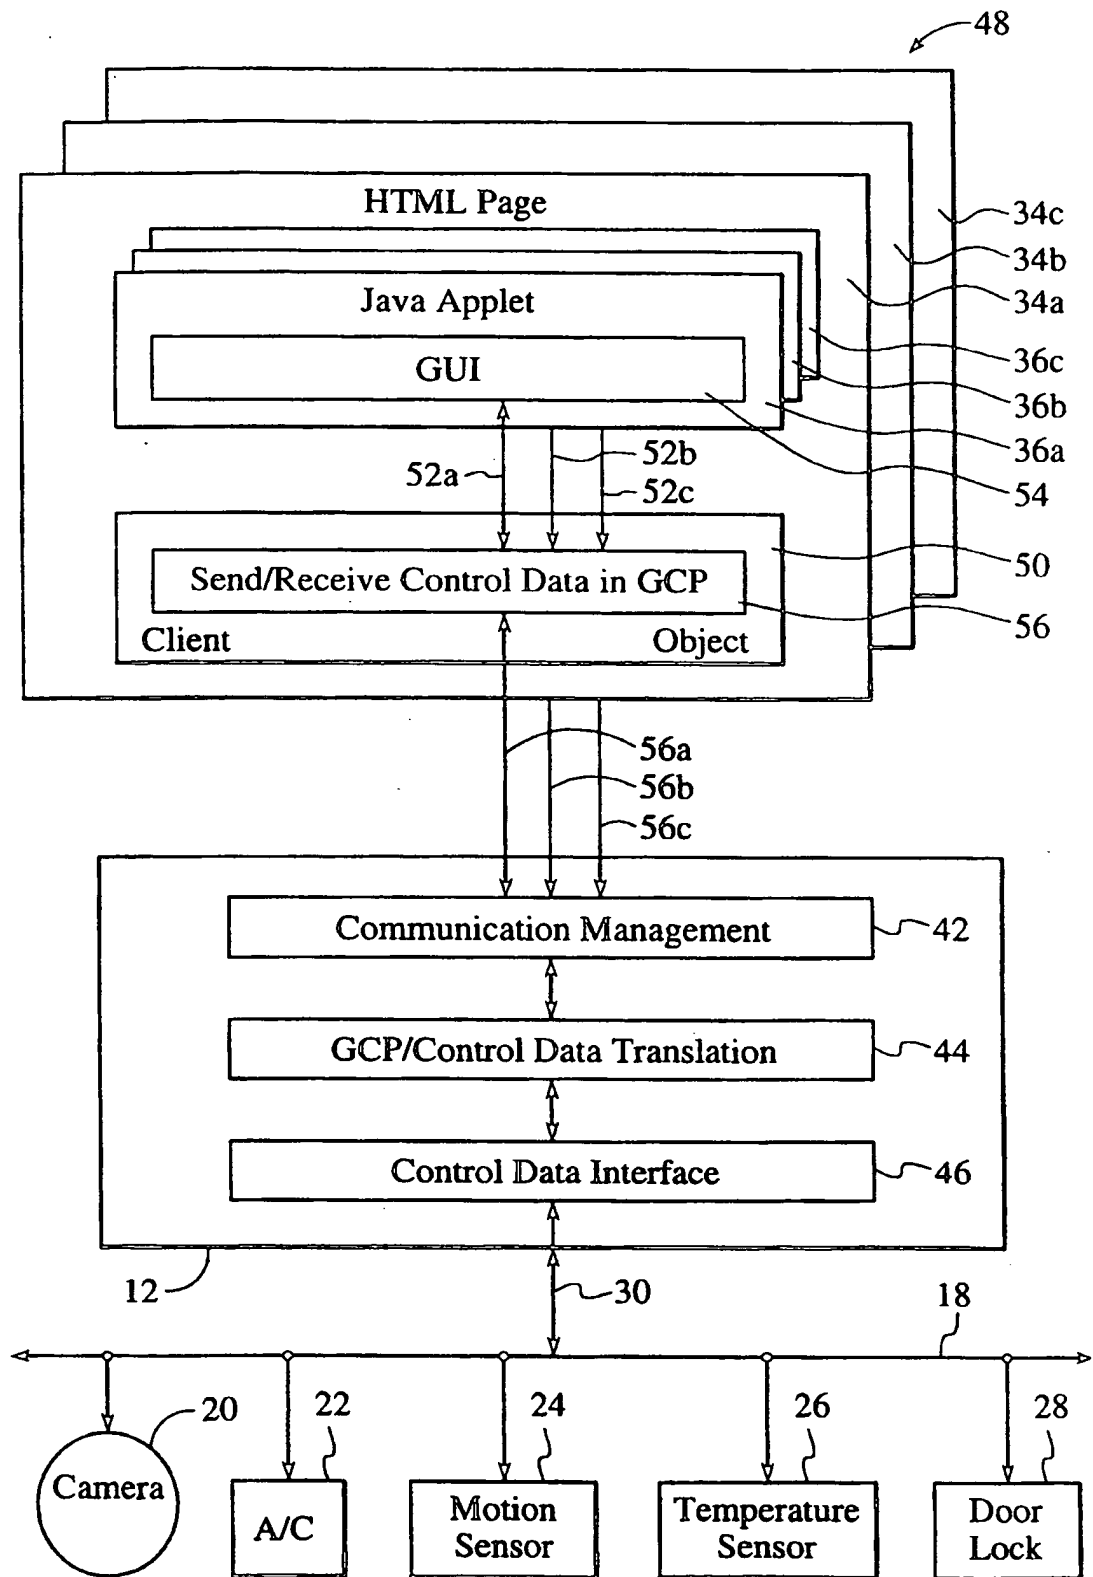 48
HTML Page
34c
34b
34a
Java Applet
36c
GUI
36b
36a
52b
52a
52c
54
50
Send/Receive Control Data in GCP
56
Client
Object
56a
56b
56c
Communication Management
42
GCP/Control Data Translation
44
Control Data Interface
46
12
30
18
20
22
24
26
28
Camera
A/C
Motion
Sensor
Temperature
Sensor
Door
Lock